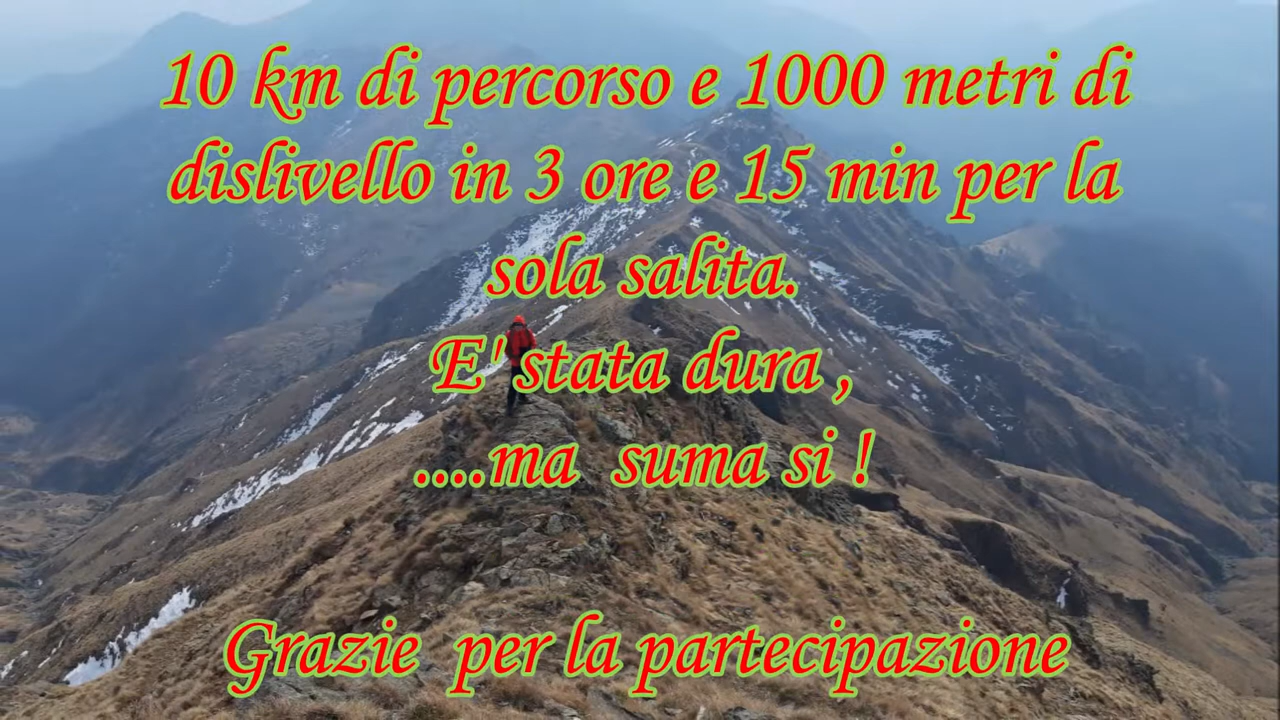 10 km di percorso e 1000 metri di
dislivello in 3 ore e 15 min per la
sola salita.
E' stata dura ,
....ma suma si !
Grazie per la partecipazione